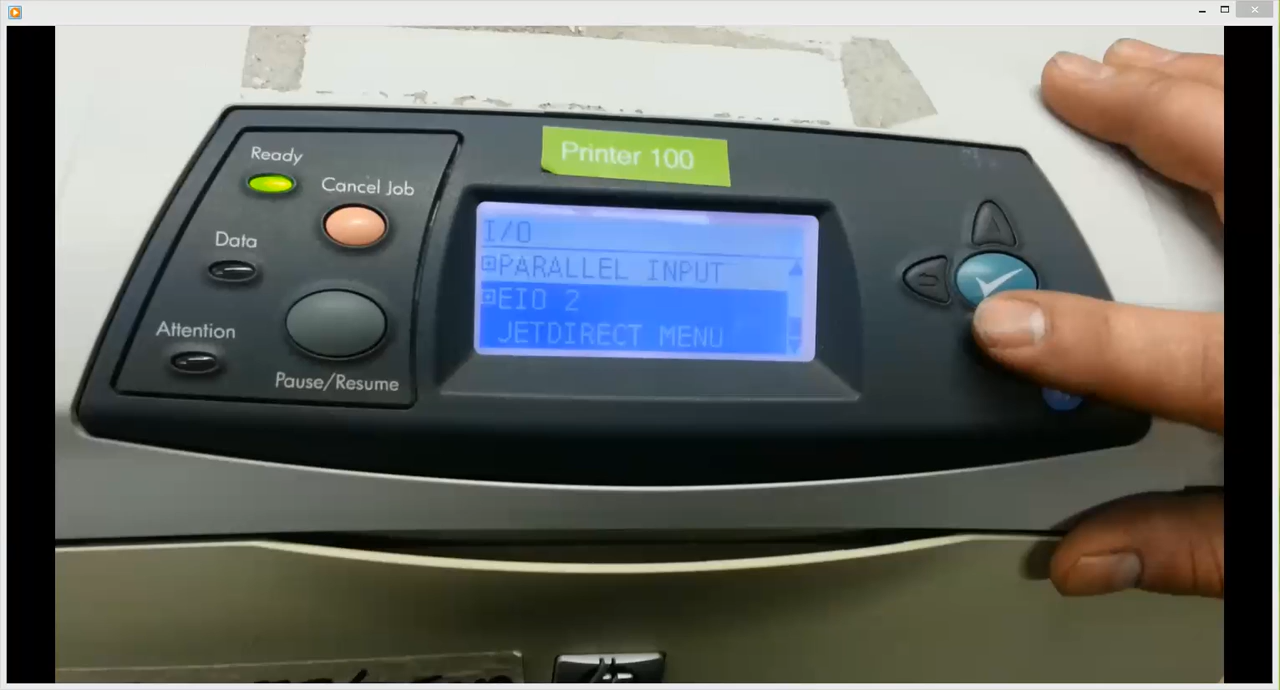 Printer 100
Ready
Cancel Job
Data
Attention
Pause/Resume
I/O
PARALLEL INPUT
EIO 2
JETDIRECT MENU